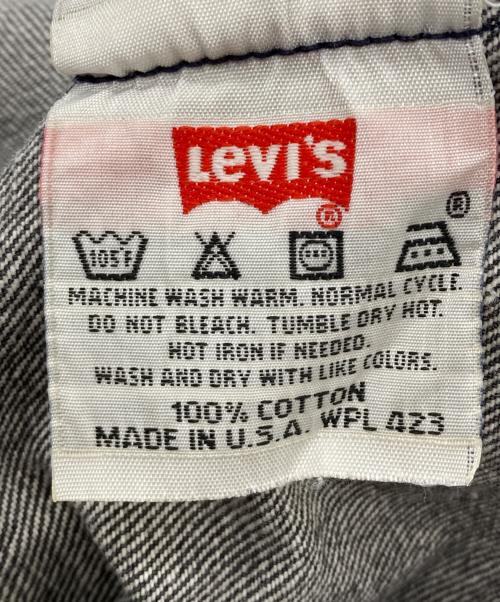 Levi's
®
®
105F
MACHINE WASH WARM. NORMAL CYCLE.
DO NOT BLEACH. TUMBLE DRY HOT.
HOT IRON IF NEEDED.
WASH AND DRY WITH LIKE COLORS.
100% COTTON
MADE IN U.S.A. WPL 423